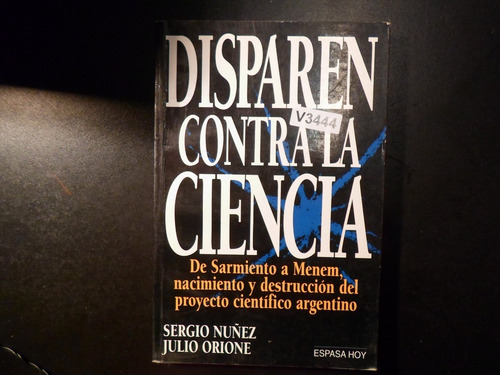 DISPAREN
V3444
CONTRA LA
CIENCIA
De Sarmiento a Menem,
nacimiento y destrucción del
proyecto científico argentino
SERGIO NUÑEZ
JULIO ORIONE
ESPASA HOY